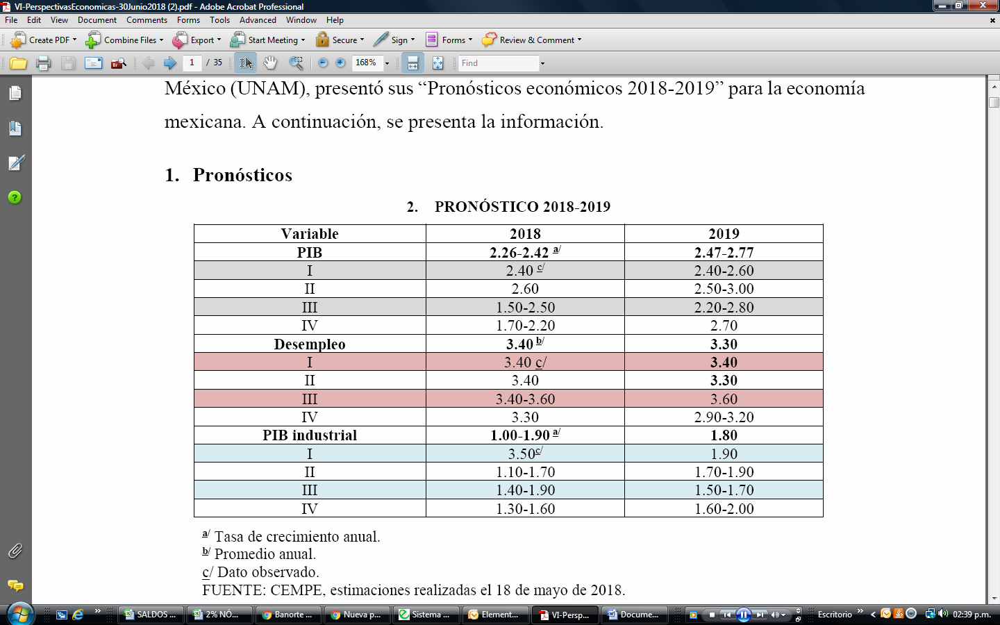 VI-PerspectivasEconomicas-30Junio2018 (2).pdf - Adobe Acrobat Professional
File Edit View Document Comments Forms Tools Advanced Window Help
Create PDF Combine Files Export Start Meeting Secure Sign Forms Review & Comment
1 / 35 168% Find
México (UNAM), presentó sus “Pronósticos económicos 2018-2019” para la economía
mexicana. A continuación, se presenta la información.
1. Pronósticos
2. PRONÓSTICO 2018-2019
Variable 2018 2019
PIB 2.26-2.42 a/ 2.47-2.77
I 2.40 c/ 2.40-2.60
II 2.60 2.50-3.00
III 1.50-2.50 2.20-2.80
IV 1.70-2.20 2.70
Desempleo 3.40 b/ 3.30
I 3.40 c/ 3.40
II 3.40 3.30
III 3.40-3.60 3.60
IV 3.30 2.90-3.20
PIB industrial 1.00-1.90 a/ 1.80
I 3.50c/ 1.90
II 1.10-1.70 1.70-1.90
III 1.40-1.90 1.50-1.70
IV 1.30-1.60 1.60-2.00
a/ Tasa de crecimiento anual.
b/ Promedio anual.
c/ Dato observado.
FUENTE: CEMPE, estimaciones realizadas el 18 de mayo de 2018.
SALDOS ... 2% NÓ... Banorte ... Nueva p... Sistema ... Element... VI-Persp... Docume... Escritorio 02:39 p.m.